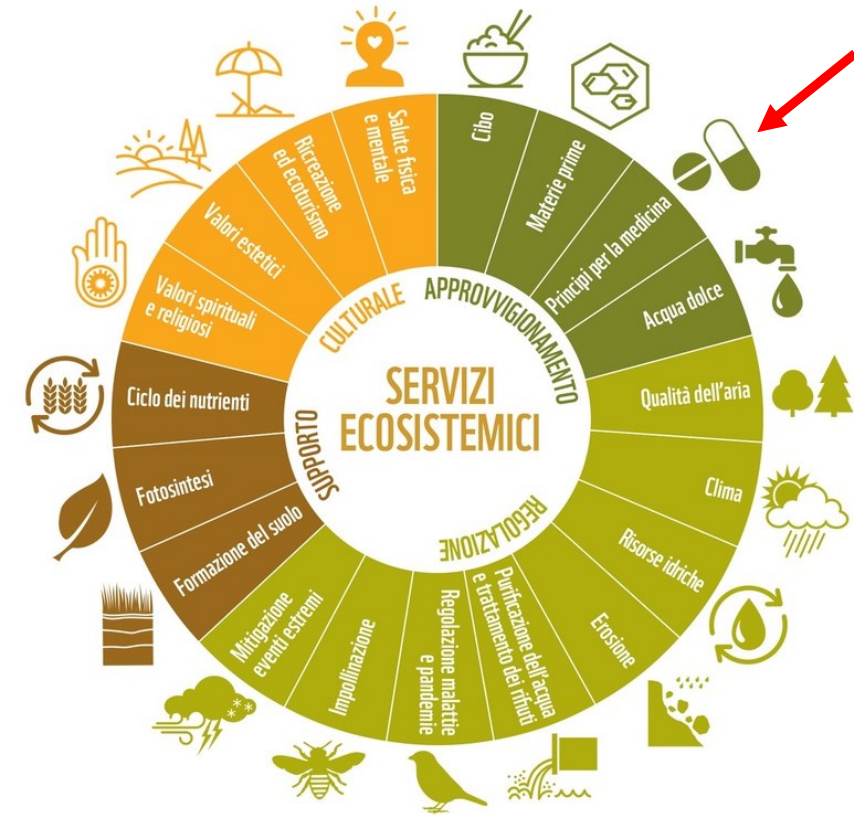 SERVIZI
ECOSISTEMICI
APPROVVIGIONAMENTO
Cibo
Materie prime
Principi per la medicina
Acqua dolce
REGOLAZIONE
Qualità dell'aria
Clima
Risorse idriche
Erosione
Purificazione dell'acqua
e trattamento dei rifiuti
Regolazione malattie
e pandemie
Impollinazione
Mitigazione
eventi estremi
SUPPORTO
Formazione del suolo
Fotosintesi
Ciclo dei nutrienti
CULTURALE
Valori spirituali
e religiosi
Valori estetici
Ricreazione
ed ecoturismo
Salute fisica
e mentale